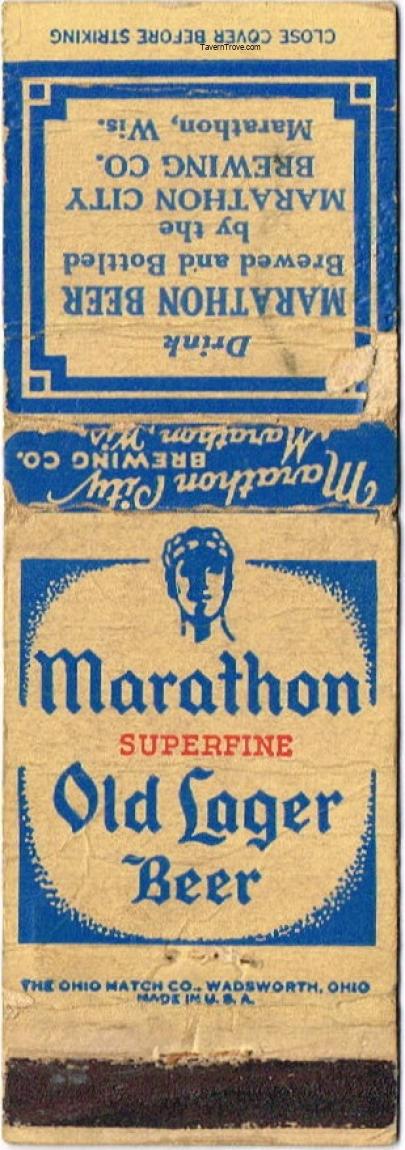 CLOSE COVER BEFORE STRIKING
TavernTrove.com
Drink
MARATHON BEER
Brewed and Bottled
by the
MARATHON CITY
BREWING CO.
Marathon, Wis.
Marathon City
BREWING CO.
Marathon, Wis.
Marathon
SUPERFINE
Old Lager
Beer
THE OHIO MATCH CO., WADSWORTH, OHIO
MADE IN U.S.A.